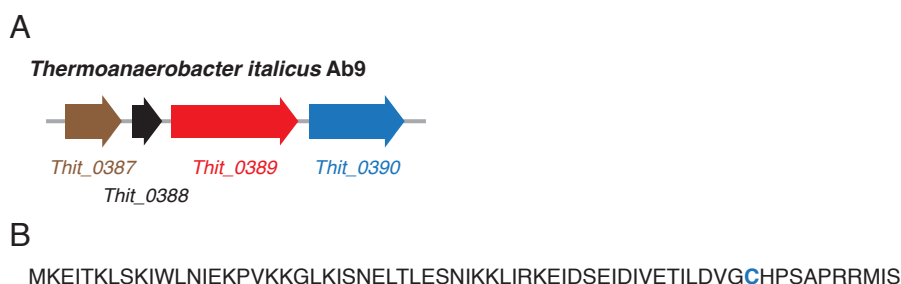 A
Thermoanaerobacter italicus Ab9
Thit_0387 Thit_0389 Thit_0390
Thit_0388
B
MKEITKLSKIWLNIEKPVKKGLKISNELTLESNIKKLIRKEIDSEIDIVETILDVGCHPSAPRRMIS